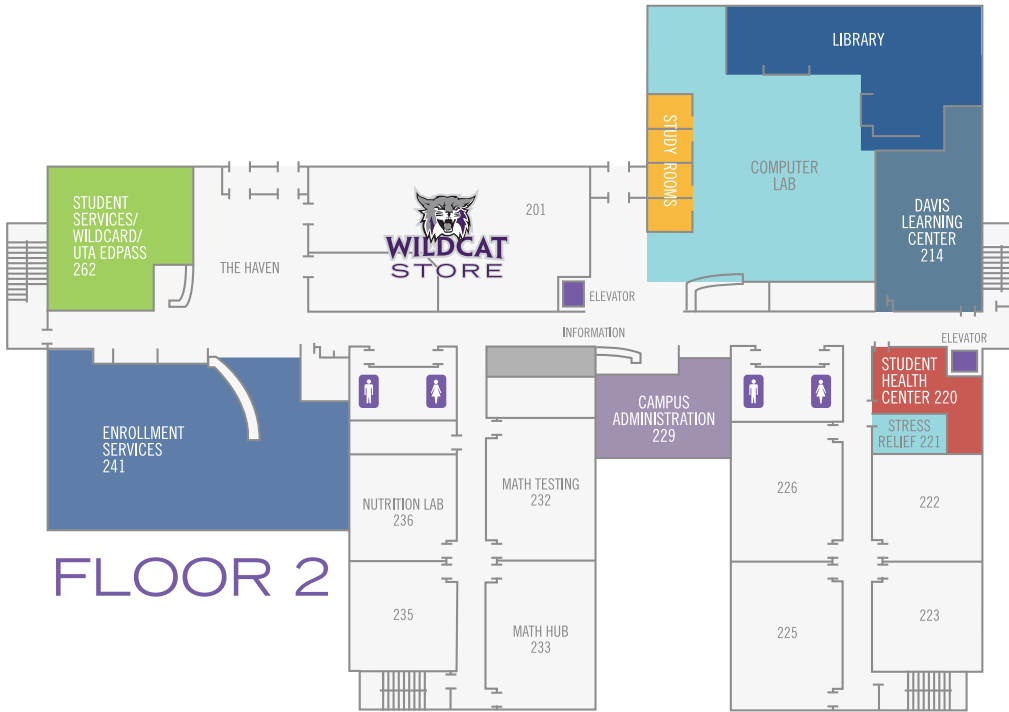 LIBRARY
STUDY ROOMS
COMPUTER
LAB
DAVIS
LEARNING
CENTER
214
STUDENT
SERVICES/
WILDCARD/
UTA EDPASS
262
THE HAVEN
201
WILDCAT
STORE
ELEVATOR
INFORMATION
ELEVATOR
STUDENT
HEALTH
CENTER 220
STRESS
RELIEF 221
CAMPUS
ADMINISTRATION
229
ENROLLMENT
SERVICES
241
NUTRITION LAB
236
MATH TESTING
232
226
222
FLOOR 2
235
MATH HUB
233
225
223